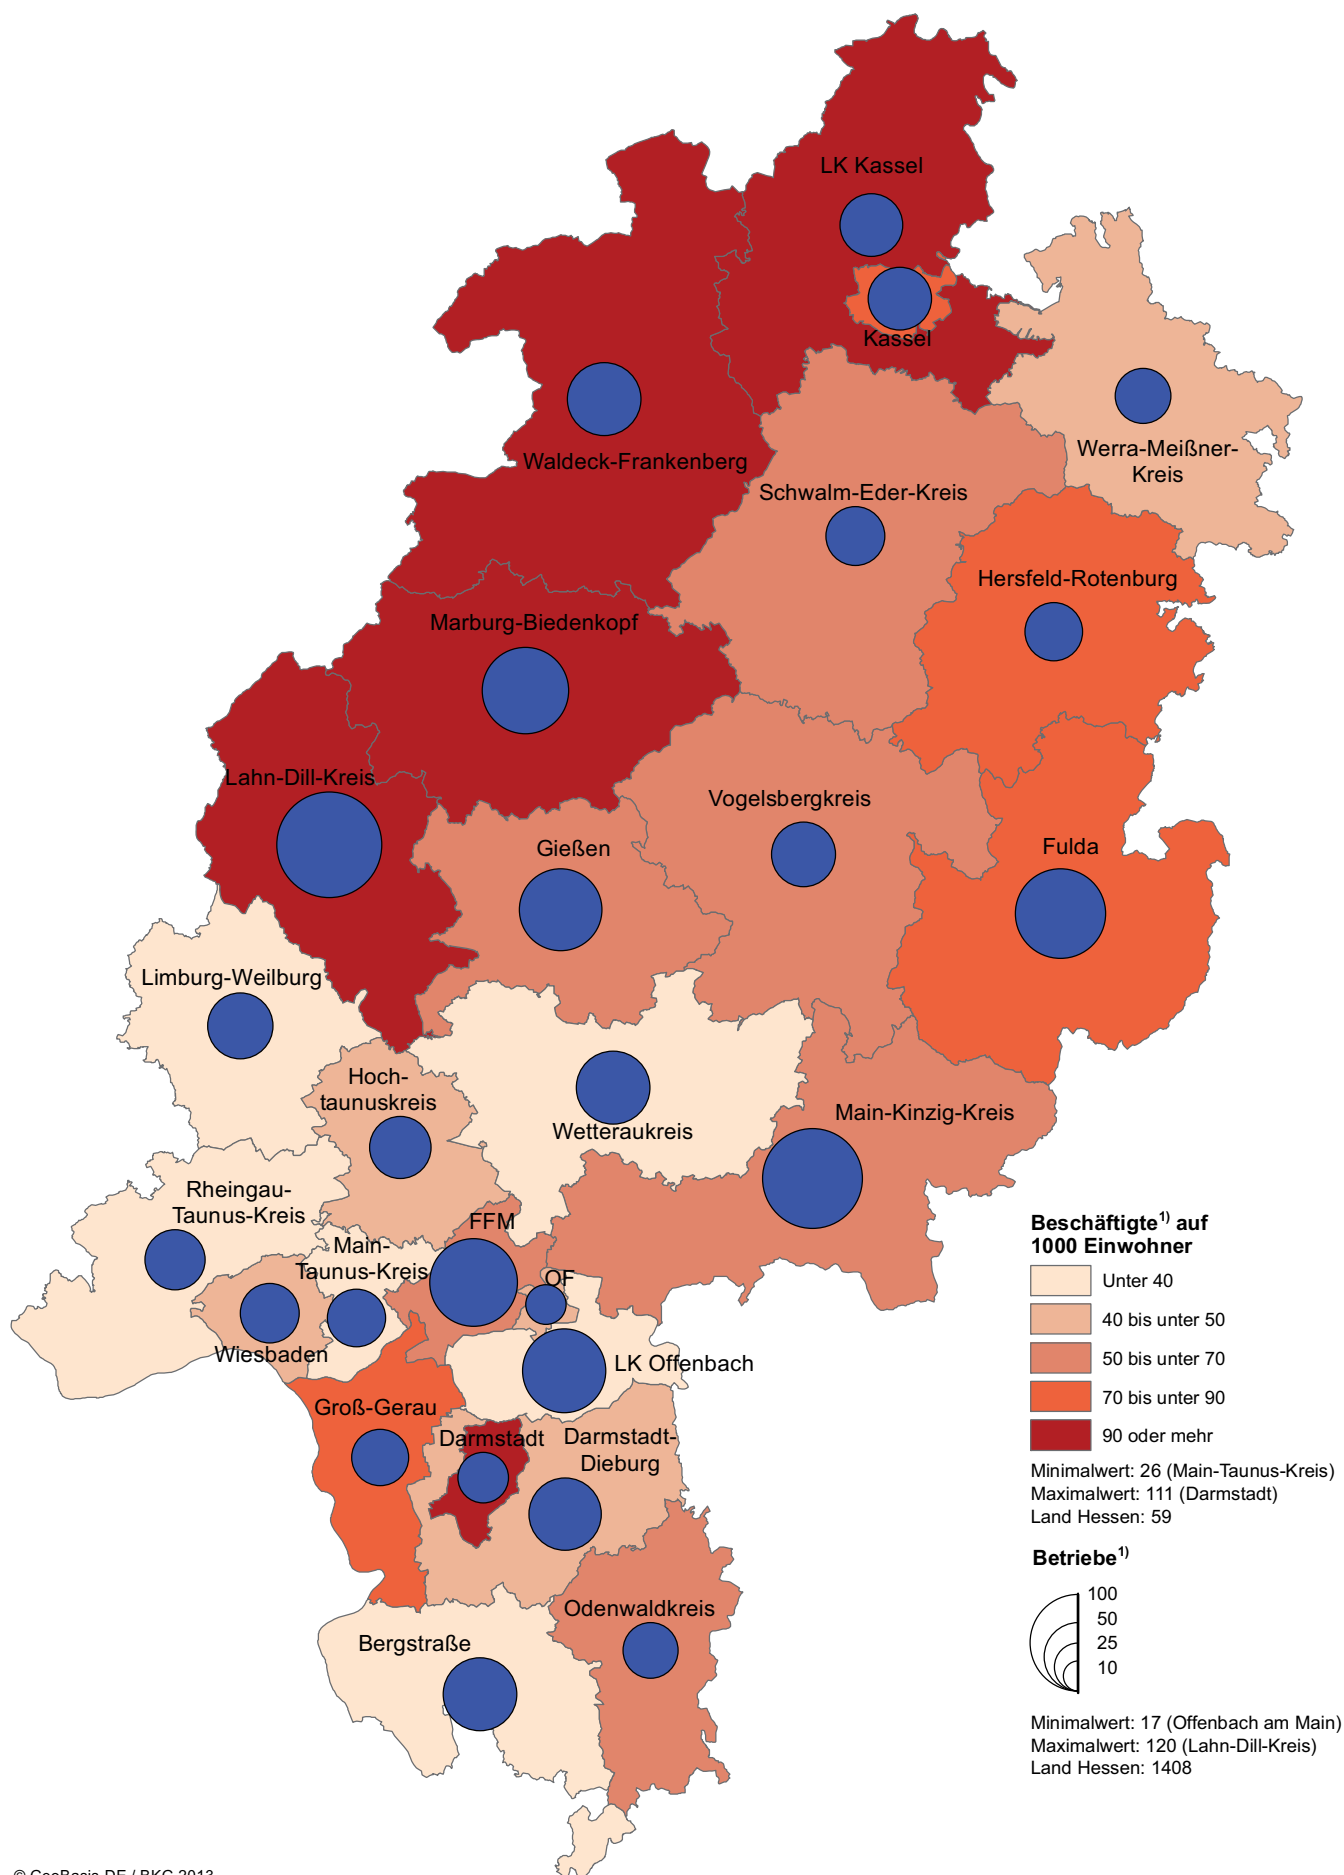 LK Kassel
Kassel
Werra-Meißner-
Kreis
Waldeck-Frankenberg
Schwalm-Eder-Kreis
Hersfeld-Rotenburg
Marburg-Biedenkopf
Lahn-Dill-Kreis
Vogelsbergkreis
Gießen
Fulda
Limburg-Weilburg
Hoch-
taunuskreis
Wetteraukreis
Main-Kinzig-Kreis
Rheingau-
Taunus-Kreis
FFM
Main-
Taunus-Kreis
OF
Wiesbaden
LK Offenbach
Groß-Gerau
Darmstadt
Darmstadt-
Dieburg
Odenwaldkreis
Bergstraße
Beschäftigte1) auf
1000 Einwohner
Unter 40
40 bis unter 50
50 bis unter 70
70 bis unter 90
90 oder mehr
Minimalwert: 26 (Main-Taunus-Kreis)
Maximalwert: 111 (Darmstadt)
Land Hessen: 59
Betriebe1)
100
50
25
10
Minimalwert: 17 (Offenbach am Main)
Maximalwert: 120 (Lahn-Dill-Kreis)
Land Hessen: 1408
© GeoBasis-DE / BKG 2013